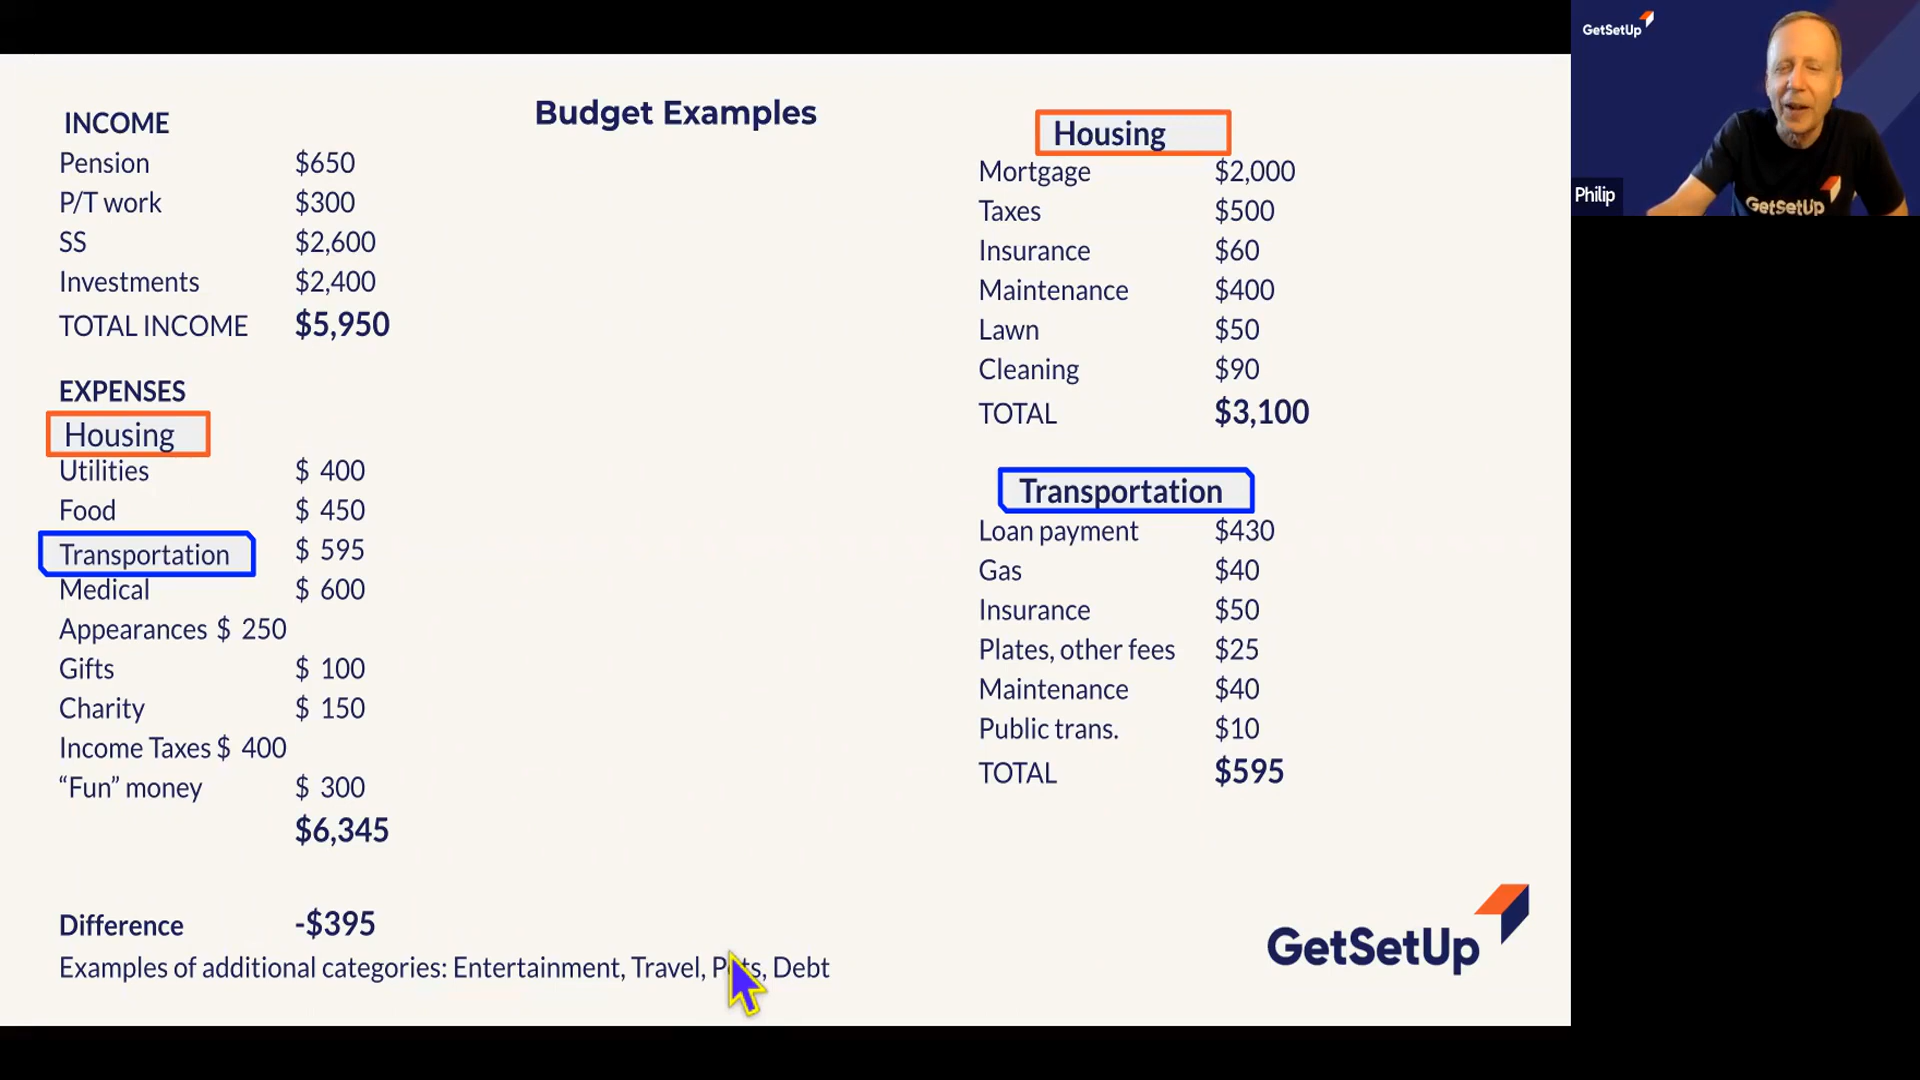 Budget Examples
INCOME
Pension $650
P/T work $300
SS $2,600
Investments $2,400
TOTAL INCOME $5,950
EXPENSES
Housing
Utilities $ 400
Food $ 450
Transportation $ 595
Medical $ 600
Appearances $ 250
Gifts $ 100
Charity $ 150
Income Taxes $ 400
“Fun” money $ 300
$6,345
Difference -$395
Examples of additional categories: Entertainment, Travel, Pets, Debt
Housing
Mortgage $2,000
Taxes $500
Insurance $60
Maintenance $400
Lawn $50
Cleaning $90
TOTAL $3,100
Transportation
Loan payment $430
Gas $40
Insurance $50
Plates, other fees $25
Maintenance $40
Public trans. $10
TOTAL $595
GetSetUp
GetSetUp
GetSetUp
Philip